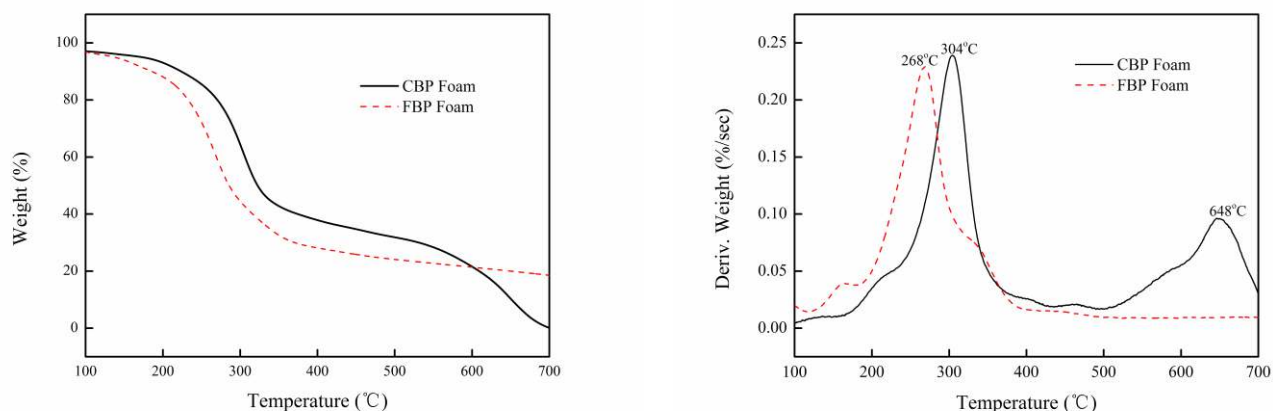 100
80
60
40
20
0
Weight (%)
CBP Foam
FBP Foam
100 200 300 400 500 600 700
Temperature (℃)
0.25
0.20
0.15
0.10
0.05
0.00
Deriv. Weight (%/sec)
268°C
304°C
648°C
CBP Foam
FBP Foam
100 200 300 400 500 600 700
Temperature (℃)